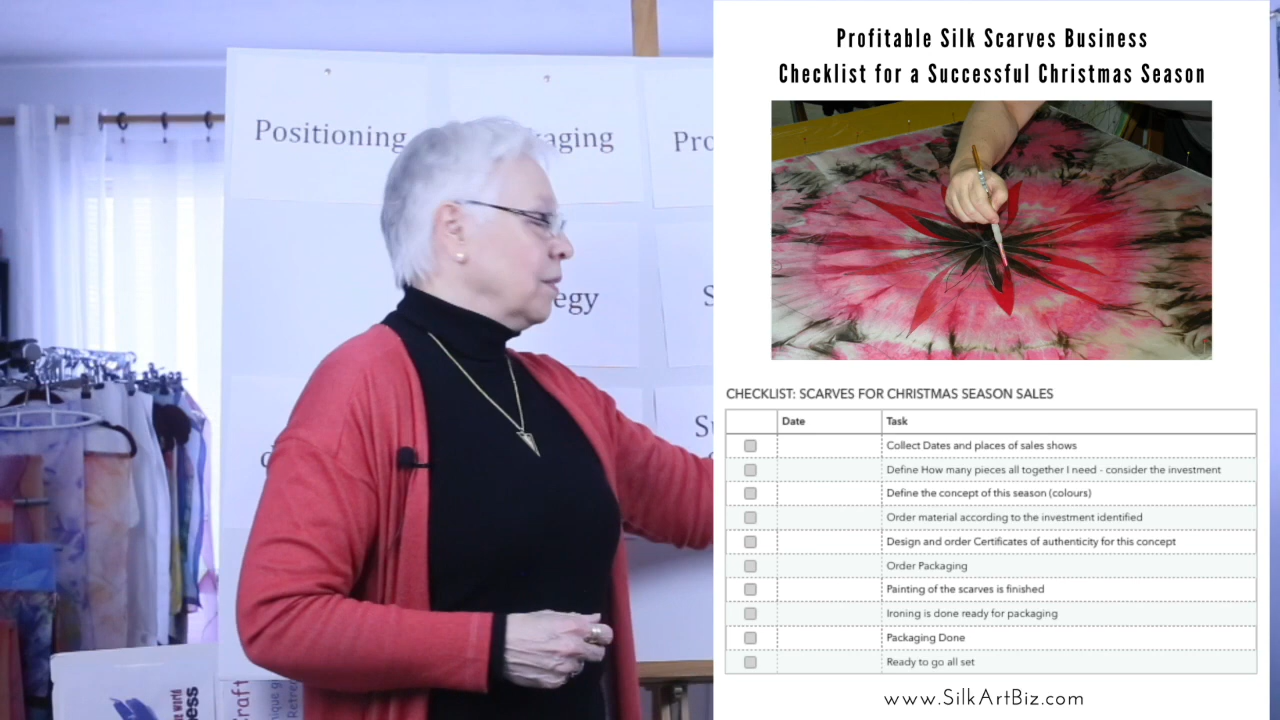 Profitable Silk Scarves Business
Checklist for a Successful Christmas Season
Positioning
aging
Pro
egy
S
Su
d
CHECKLIST: SCARVES FOR CHRISTMAS SEASON SALES
Date Task
Collect Dates and places of sales shows
Define How many pieces all together I need - consider the investment
Define the concept of this season (colours)
Order material according to the investment identified
Design and order Certificates of authenticity for this concept
Order Packaging
Painting of the scarves is finished
Ironing is done ready for packaging
Packaging Done
Ready to go all set
www.SilkArtBiz.com
raft